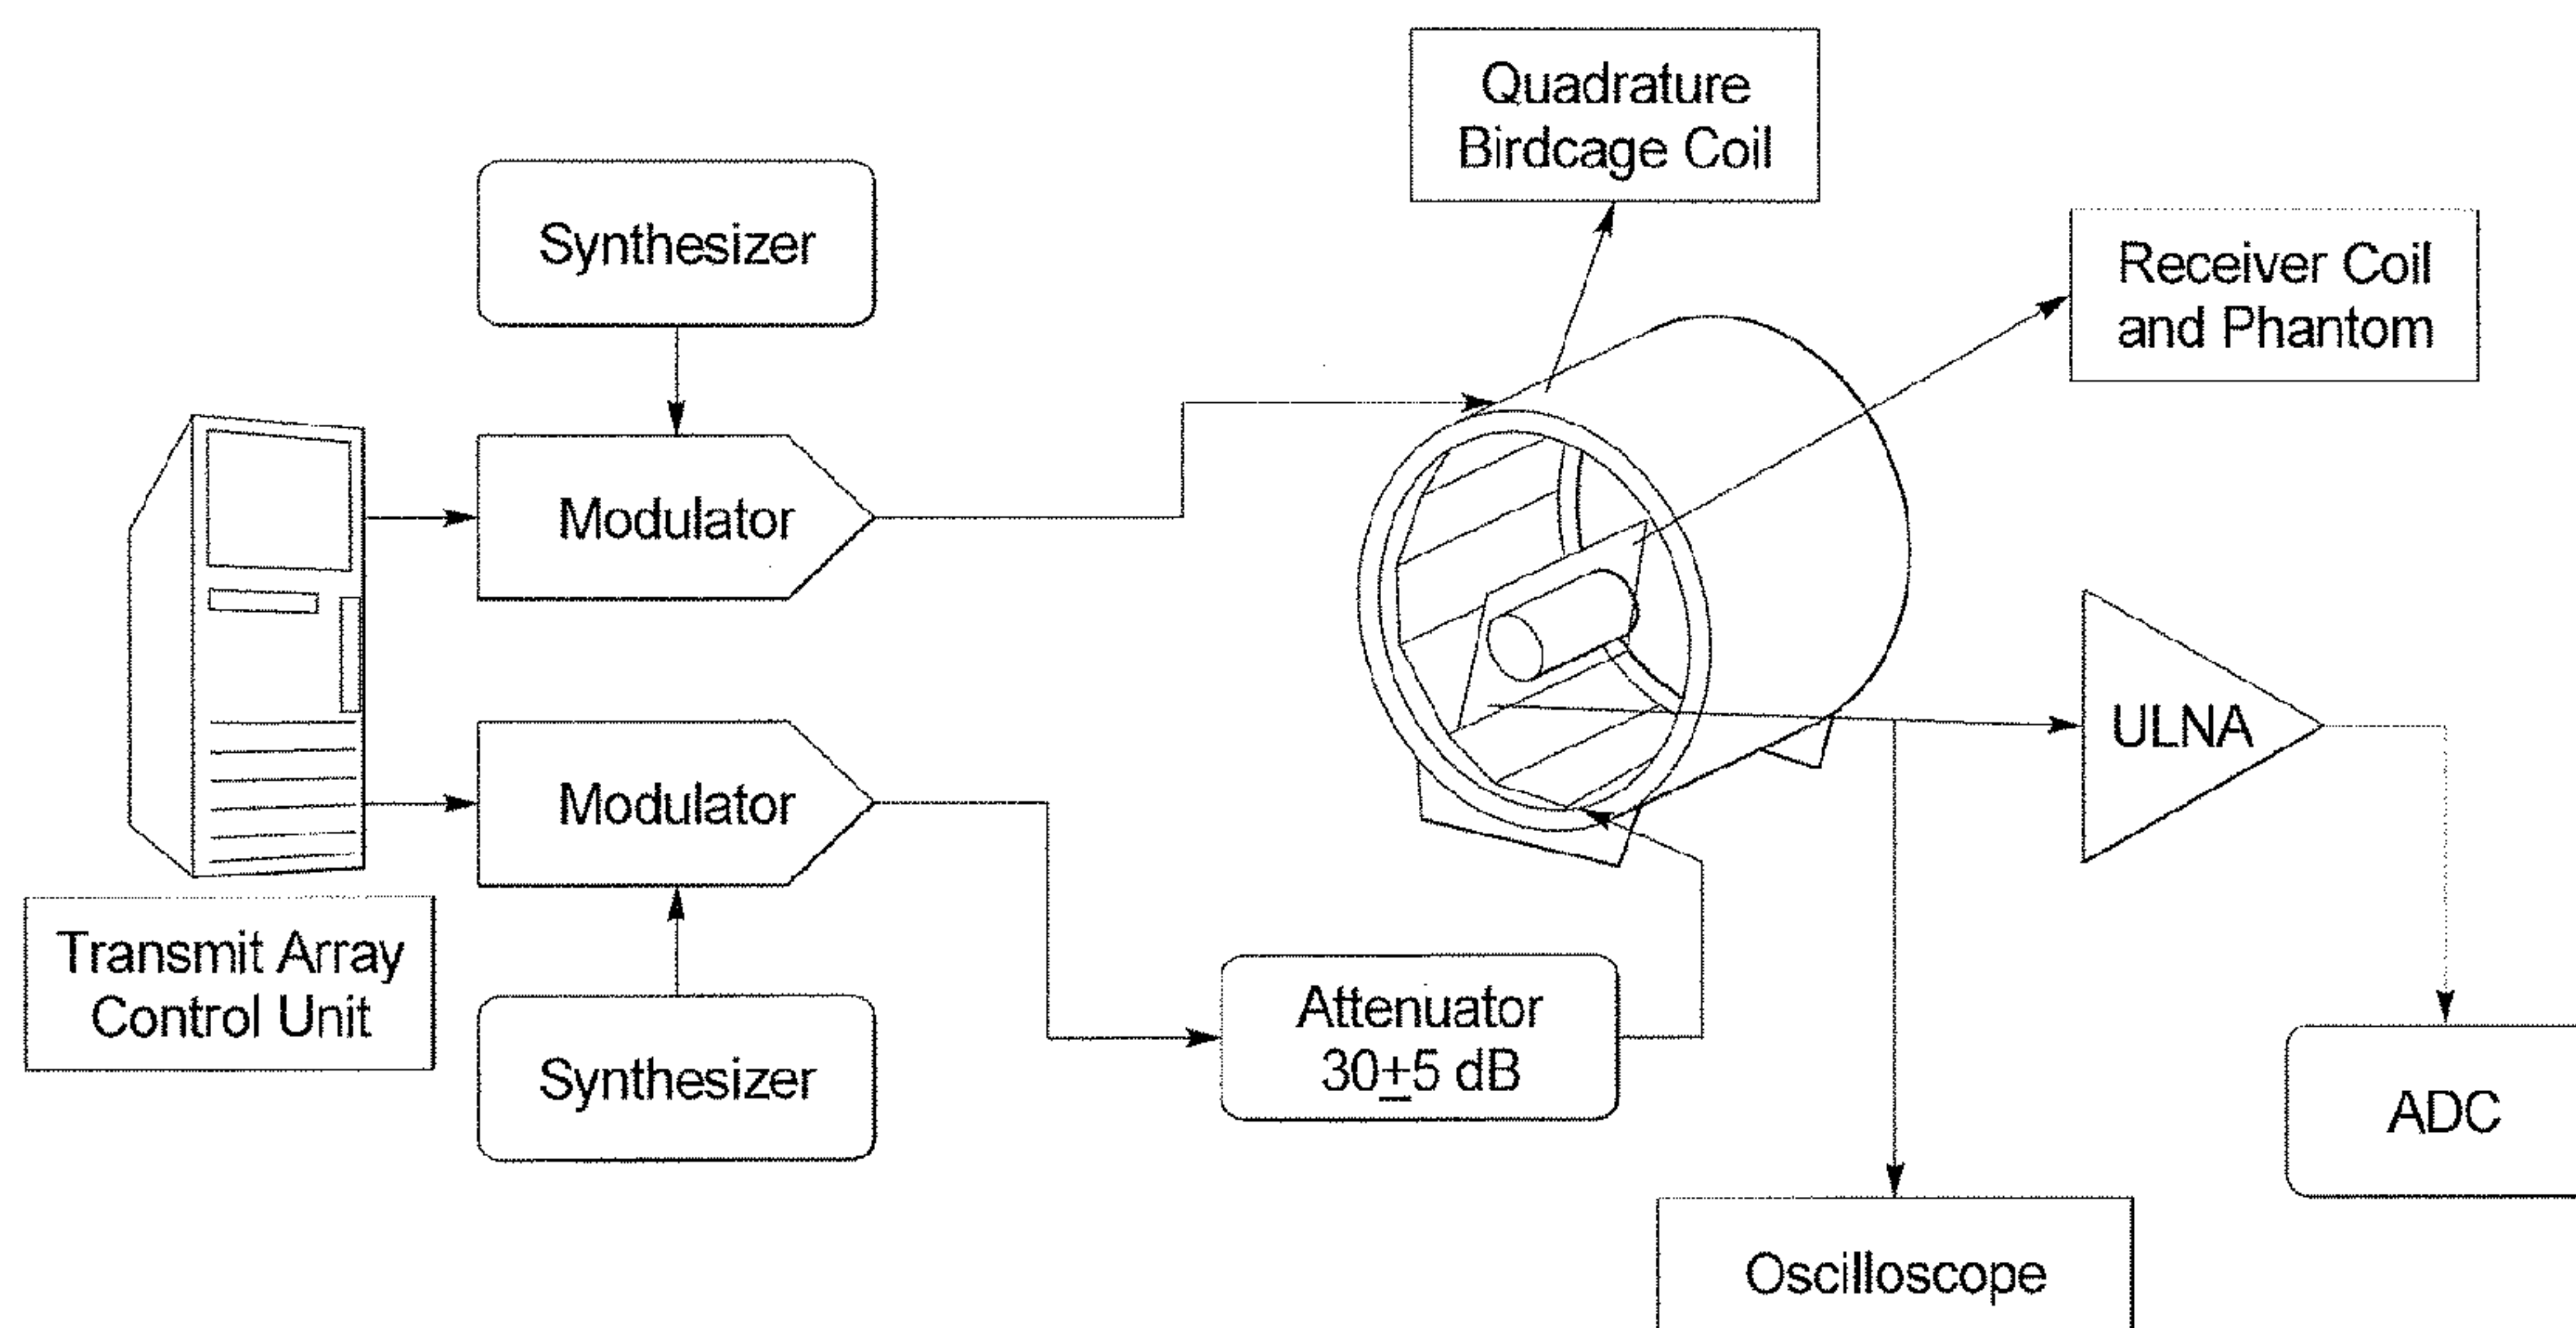 Quadrature
Birdcage Coil
Synthesizer
Receiver Coil
and Phantom
Modulator
ULNA
Modulator
Transmit Array
Control Unit
Attenuator
30±5 dB
Synthesizer
ADC
Oscilloscope